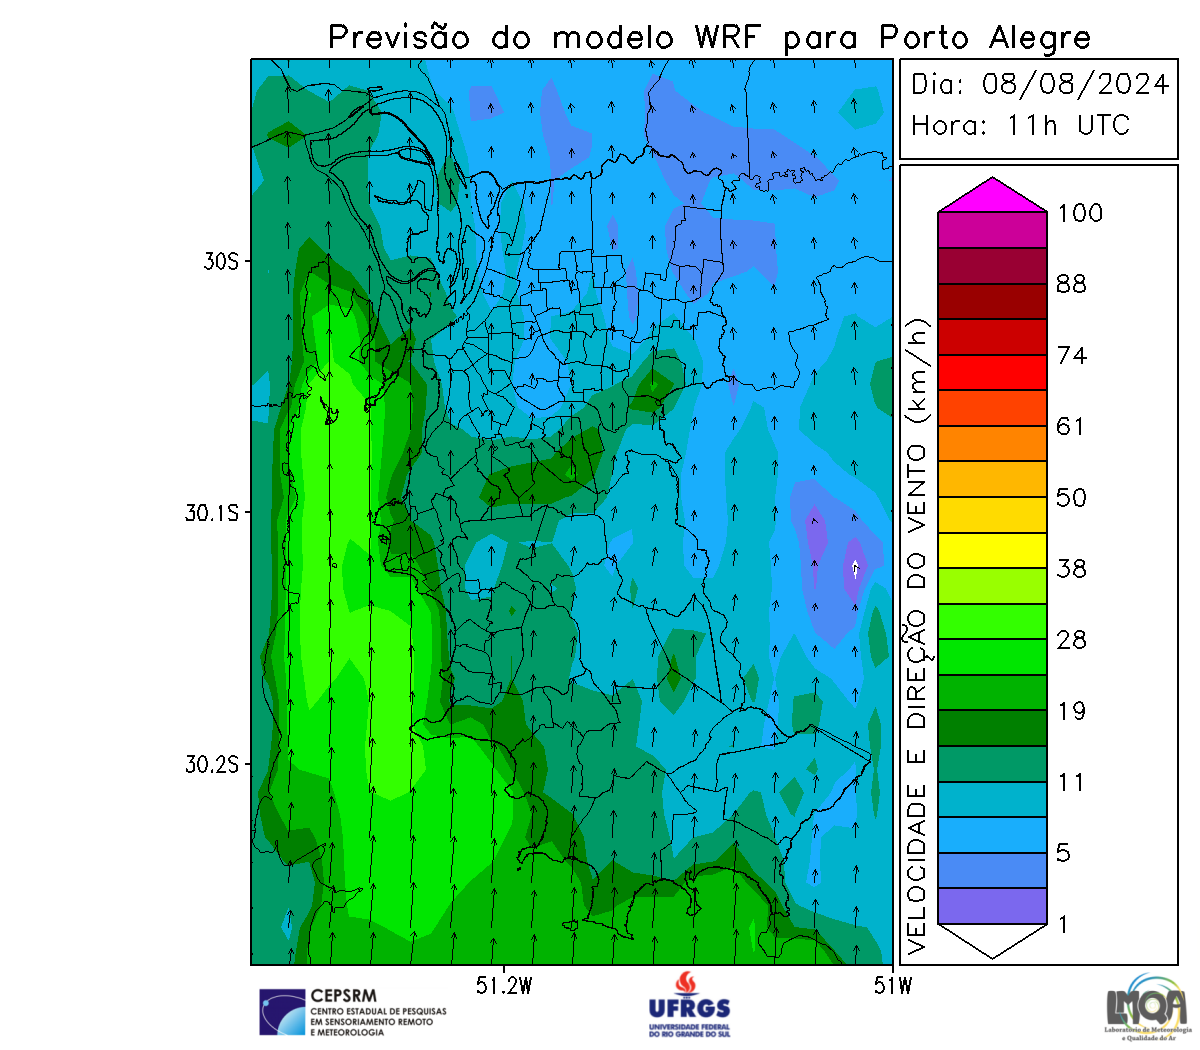 Previsão do modelo WRF para Porto Alegre
Dia: 08/08/2024
Hora: 11h UTC
30S
30.1S
30.2S
51.2W
51W
VELOCIDADE E DIREÇÃO DO VENTO (km/h)
100
88
74
61
50
38
28
19
11
5
1
CEPSRM
CENTRO ESTADUAL DE PESQUISAS
EM SENSORIAMENTO REMOTO
E METEOROLOGIA
UFRGS
UNIVERSIDADE FEDERAL
DO RIO GRANDE DO SUL
LMQA
Laboratório de Meteorologia
e Qualidade do Ar